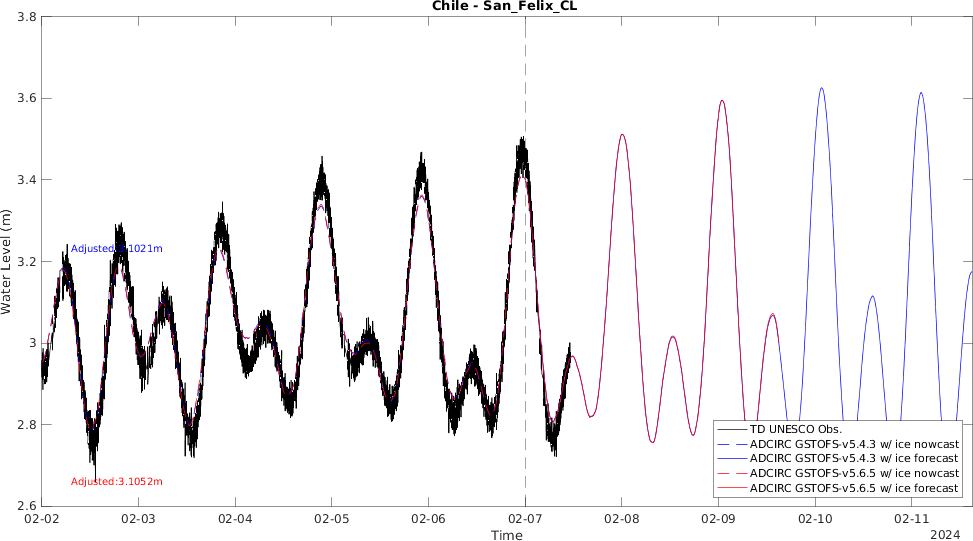 Chile - San_Felix_CL
3.8
3.6
3.4
3.2
3
2.8
2.6
Water Level (m)
Adjusted:3.1021m
Adjusted:3.1052m
TD UNESCO Obs.
ADCIRC GSTOFS-v5.4.3 w/ ice nowcast
ADCIRC GSTOFS-v5.4.3 w/ ice forecast
ADCIRC GSTOFS-v5.6.5 w/ ice nowcast
ADCIRC GSTOFS-v5.6.5 w/ ice forecast
02-02 02-03 02-04 02-05 02-06 02-07 02-08 02-09 02-10 02-11
Time
2024